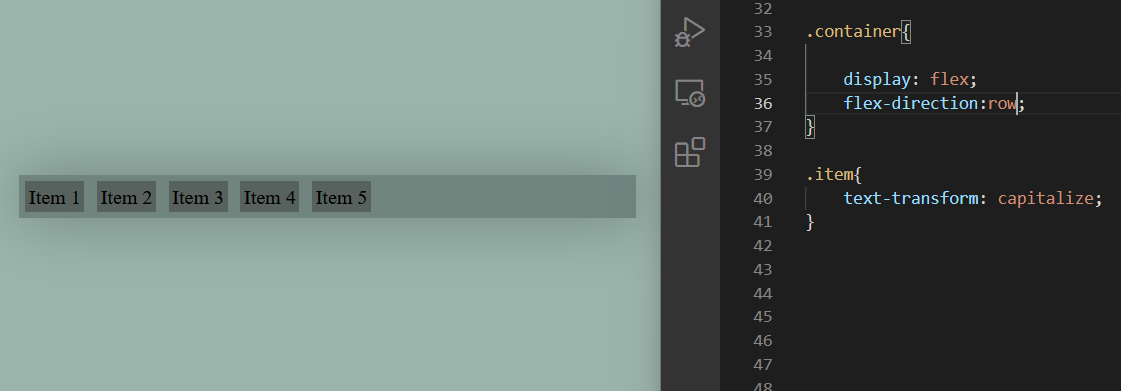 Item 1 Item 2 Item 3 Item 4 Item 5
32
33 .container{
34
35 display: flex;
36 flex-direction:row;
37 }
38
39 .item{
40 text-transform: capitalize;
41 }
42
43
44
45
46
47
48